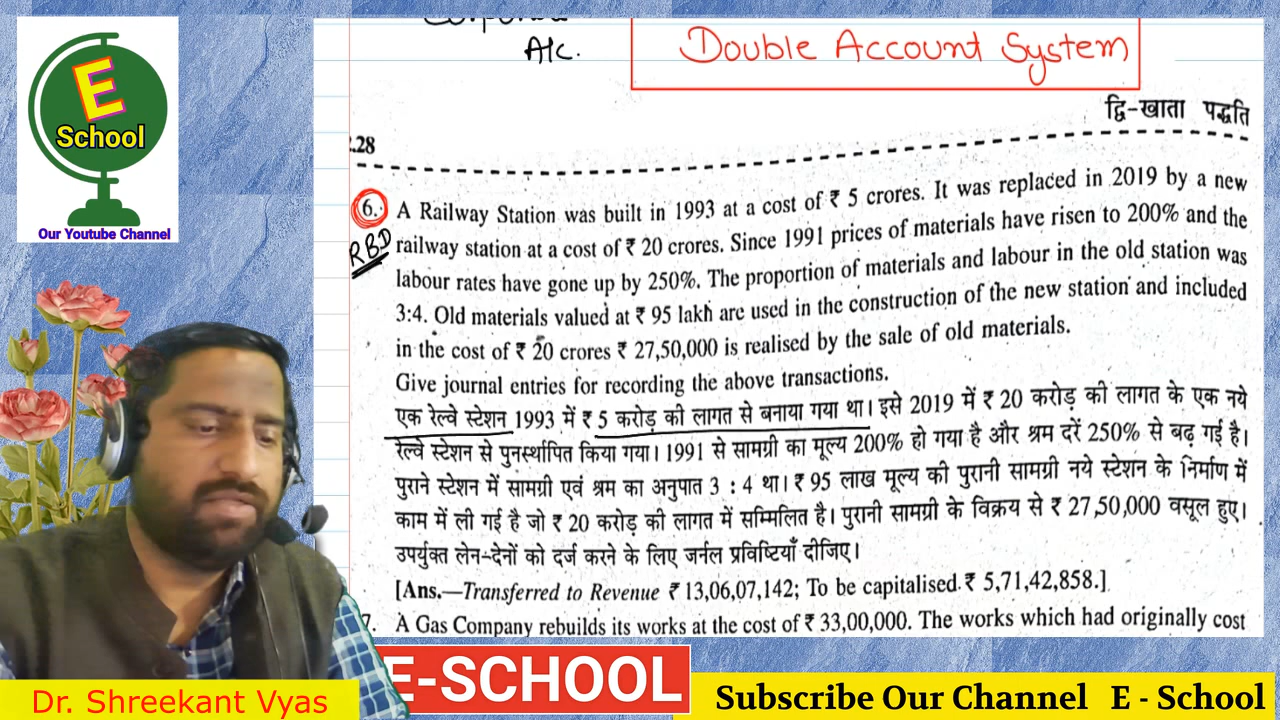 A/c.
Double Account System
E
School
Our Youtube Channel
द्वि-खाता पद्धति
.28
6. A Railway Station was built in 1993 at a cost of ₹ 5 crores. It was replaced in 2019 by a new
RBD railway station at a cost of ₹ 20 crores. Since 1991 prices of materials have risen to 200% and the
labour rates have gone up by 250%. The proportion of materials and labour in the old station was
3:4. Old materials valued at ₹ 95 lakh are used in the construction of the new station and included
in the cost of ₹ 20 crores ₹ 27,50,000 is realised by the sale of old materials.
Give journal entries for recording the above transactions.
एक रेल्वे स्टेशन 1993 में ₹ 5 करोड़ की लागत से बनाया गया था। इसे 2019 में ₹ 20 करोड़ की लागत के एक नये
रेल्वे स्टेशन से पुनर्स्थापित किया गया। 1991 से सामग्री का मूल्य 200% हो गया है और श्रम दरें 250% से बढ़ गई है।
पुराने स्टेशन में सामग्री एवं श्रम का अनुपात 3 : 4 था। ₹ 95 लाख मूल्य की पुरानी सामग्री नये स्टेशन के निर्माण में
काम में ली गई है जो ₹ 20 करोड़ की लागत में सम्मिलित है। पुरानी सामग्री के विक्रय से ₹ 27,50,000 वसूल हुए।
उपर्युक्त लेन-देनों को दर्ज करने के लिए जर्नल प्रविष्टियाँ दीजिए।
[Ans.—Transferred to Revenue ₹ 13,06,07,142; To be capitalised ₹ 5,71,42,858.]
7. A Gas Company rebuilds its works at the cost of ₹ 33,00,000. The works which had originally cost
E-SCHOOL
Dr. Shreekant Vyas
Subscribe Our Channel E - School